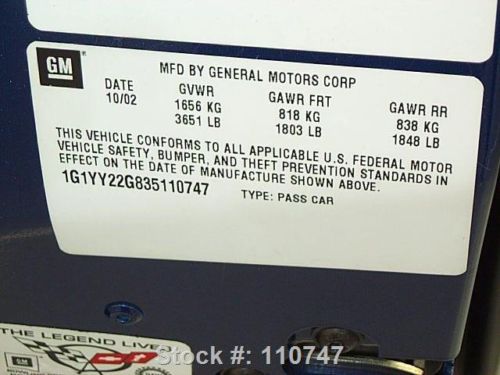 GM
MFD BY GENERAL MOTORS CORP
DATE GVWR GAWR FRT GAWR RR
10/02 1656 KG 818 KG 838 KG
3651 LB 1803 LB 1848 LB
THIS VEHICLE CONFORMS TO ALL APPLICABLE U.S. FEDERAL MOTOR
VEHICLE SAFETY, BUMPER, AND THEFT PREVENTION STANDARDS IN
EFFECT ON THE DATE OF MANUFACTURE SHOWN ABOVE.
1G1YY22G835110747 TYPE: PASS CAR
THE LEGEND LIVES
GM
Stock #: 110747